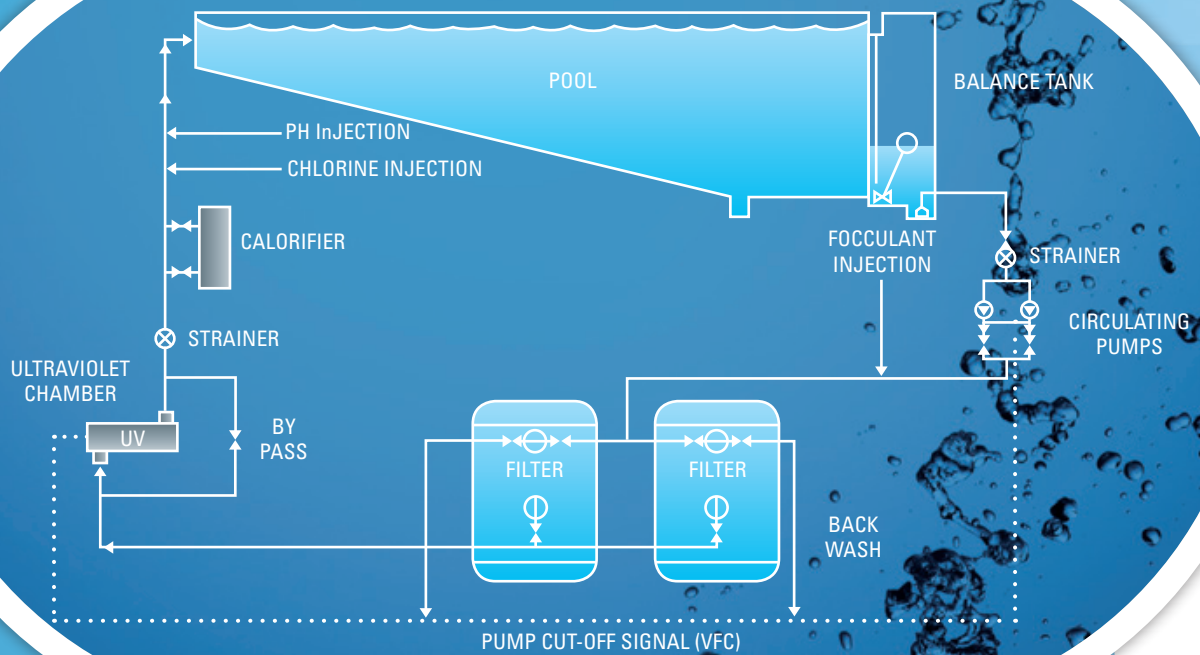 POOL
BALANCE TANK
PH InJECTION
CHLORINE INJECTION
CALORIFIER
FOCCULANT
INJECTION
STRAINER
CIRCULATING
PUMPS
STRAINER
ULTRAVIOLET
CHAMBER
UV
BY
PASS
FILTER
FILTER
BACK
WASH
PUMP CUT-OFF SIGNAL (VFC)